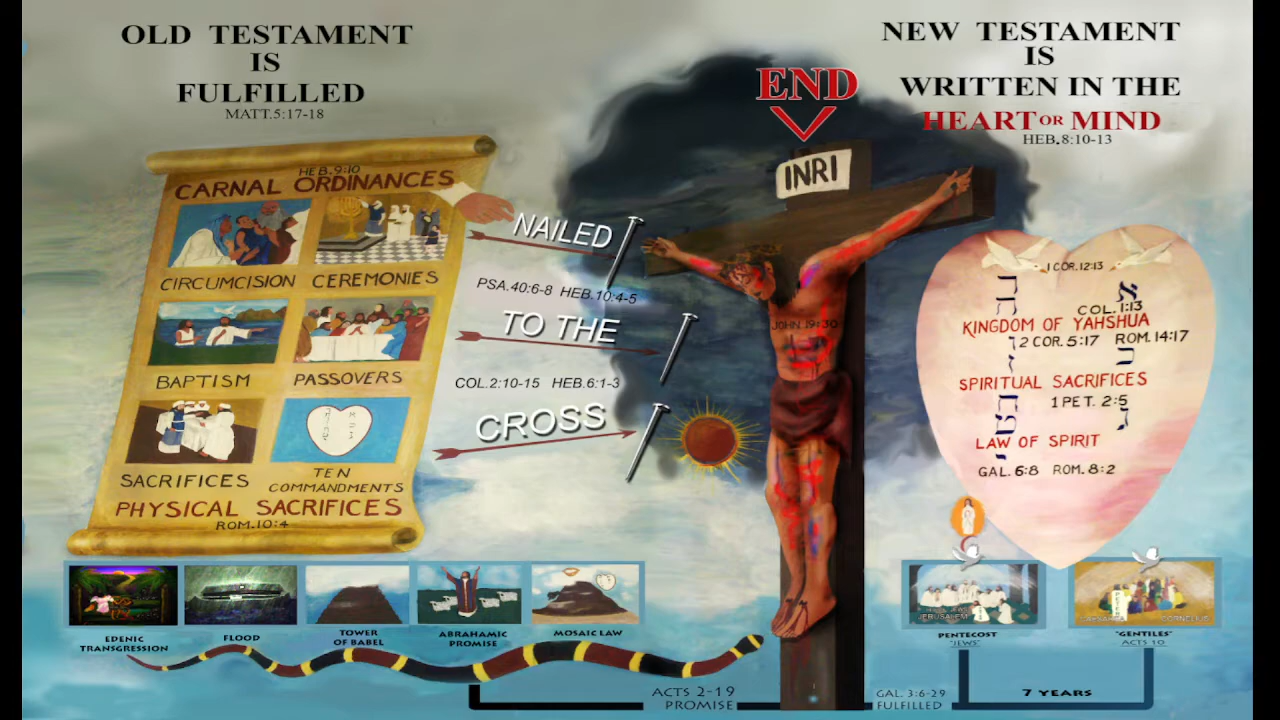 OLD TESTAMENT
IS
FULFILLED
MATT.5:17-18
HEB.9:10
CARNAL ORDINANCES
CIRCUMCISION CEREMONIES
BAPTISM PASSOVERS
SACRIFICES TEN
COMMANDMENTS
PHYSICAL SACRIFICES
ROM.10:4
NAILED
PSA.40:6-8 HEB.10:4-5
TO THE
COL.2:10-15 HEB.6:1-3
CROSS
END
INRI
JOHN 19:30
NEW TESTAMENT
IS
WRITTEN IN THE
HEART OR MIND
HEB.8:10-13
1 COR.12:13
COL.1:13
KINGDOM OF YAHSHUA
2 COR.5:17 ROM.14:17
SPIRITUAL SACRIFICES
1 PET. 2:5
LAW OF SPIRIT
GAL. 6:8 ROM. 8:2
EDENIC
TRANSGRESSION
FLOOD
TOWER
OF BABEL
ABRAHAMIC
PROMISE
MOSAIC LAW
JERUSALEM
PENTECOST
"JEWS"
CORNELIUS
"GENTILES"
ACTS 10
ACTS 2-19
PROMISE
GAL. 3:6-29
FULFILLED
7 YEARS